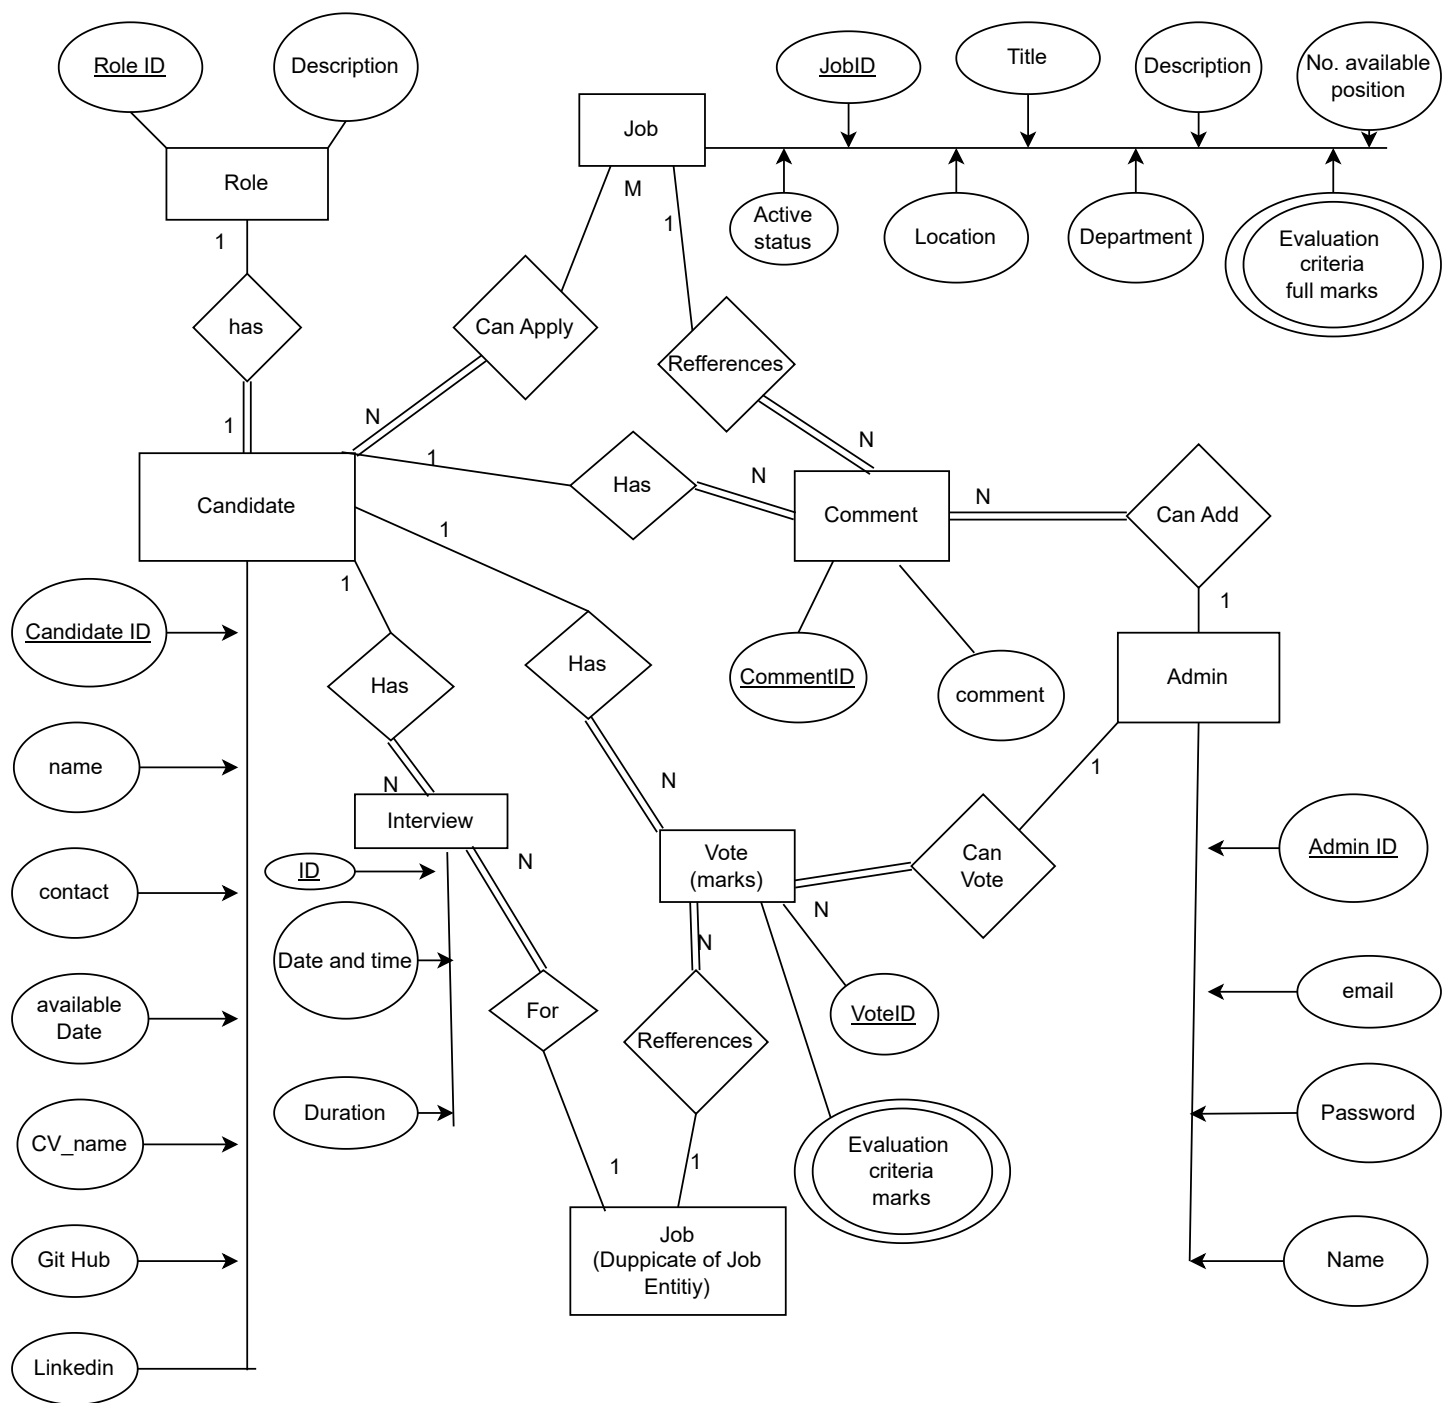 Role ID
Description
JobID
Title
Description
No. available
position
Job
Role
M
1
1
Active
status
Location
Department
Evaluation
criteria
full marks
has
Can Apply
Refferences
N
1
N
1
Has
N
N
Candidate
Comment
Can Add
1
1
1
Candidate ID
Has
Has
CommentID
comment
Admin
name
N
N
1
Interview
Vote
(marks)
Can
Vote
Admin ID
ID
N
N
contact
Date and time
N
available
Date
For
Refferences
VoteID
email
Duration
Password
CV_name
1
1
Evaluation
criteria
marks
Job
(Duppicate of Job
Entitiy)
Git Hub
Name
Linkedin